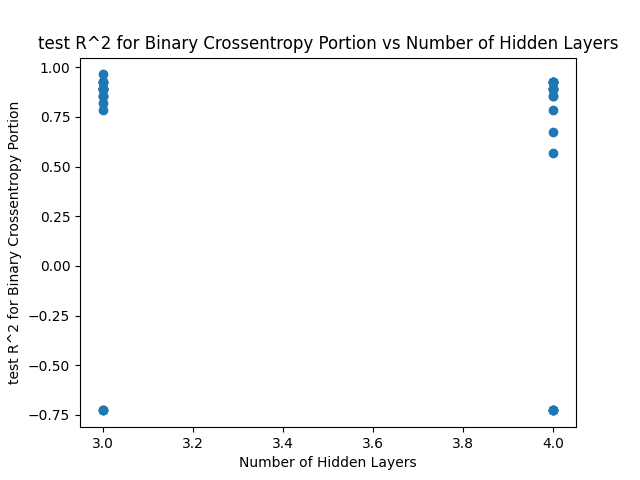 test R^2 for Binary Crossentropy Portion vs Number of Hidden Layers
test R^2 for Binary Crossentropy Portion
1.00
0.75
0.50
0.25
0.00
−0.25
−0.50
−0.75
3.0 3.2 3.4 3.6 3.8 4.0
Number of Hidden Layers